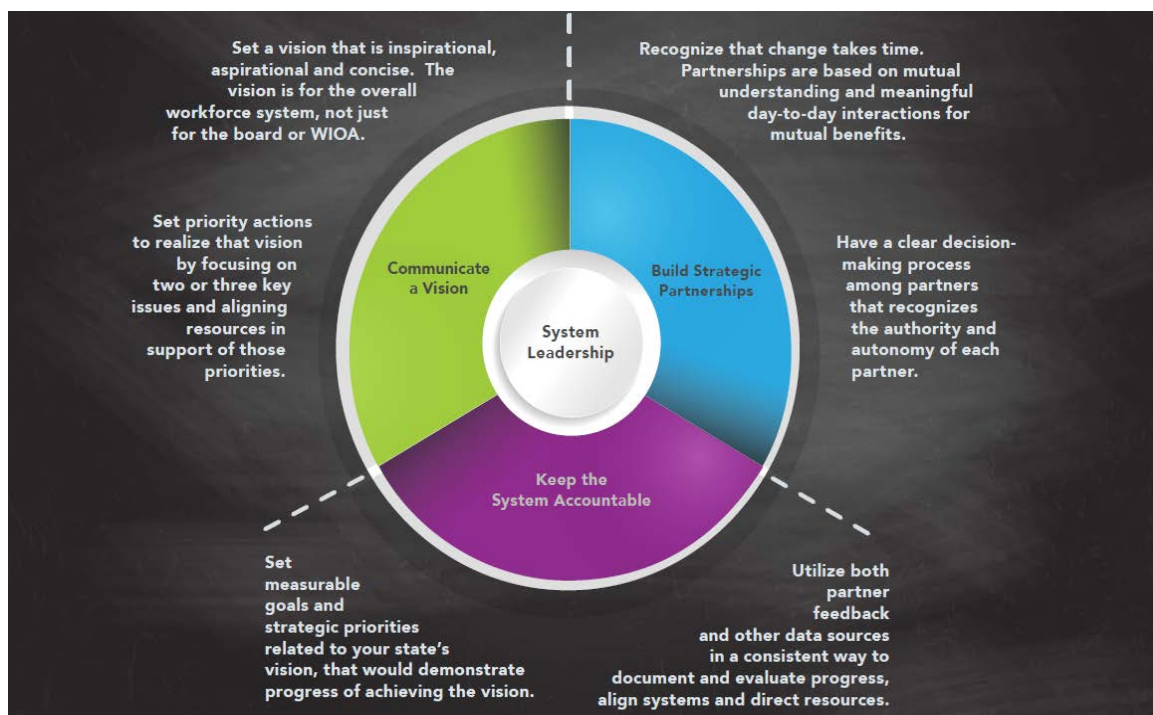 Set a vision that is inspirational,
aspirational and concise. The
vision is for the overall
workforce system, not just
for the board or WIOA.
Recognize that change takes time.
Partnerships are based on mutual
understanding and meaningful
day-to-day interactions for
mutual benefits.
Set priority actions
to realize that vision
by focusing on
two or three key
issues and aligning
resources in
support of those
priorities.
Communicate
a Vision
System
Leadership
Build Strategic
Partnerships
Have a clear decision-
making process
among partners
that recognizes
the authority and
autonomy of each
partner.
Keep the
System Accountable
Set
measurable
goals and
strategic priorities
related to your state's
vision, that would demonstrate
progress of achieving the vision.
Utilize both
partner
feedback
and other data sources
in a consistent way to
document and evaluate progress,
align systems and direct resources.